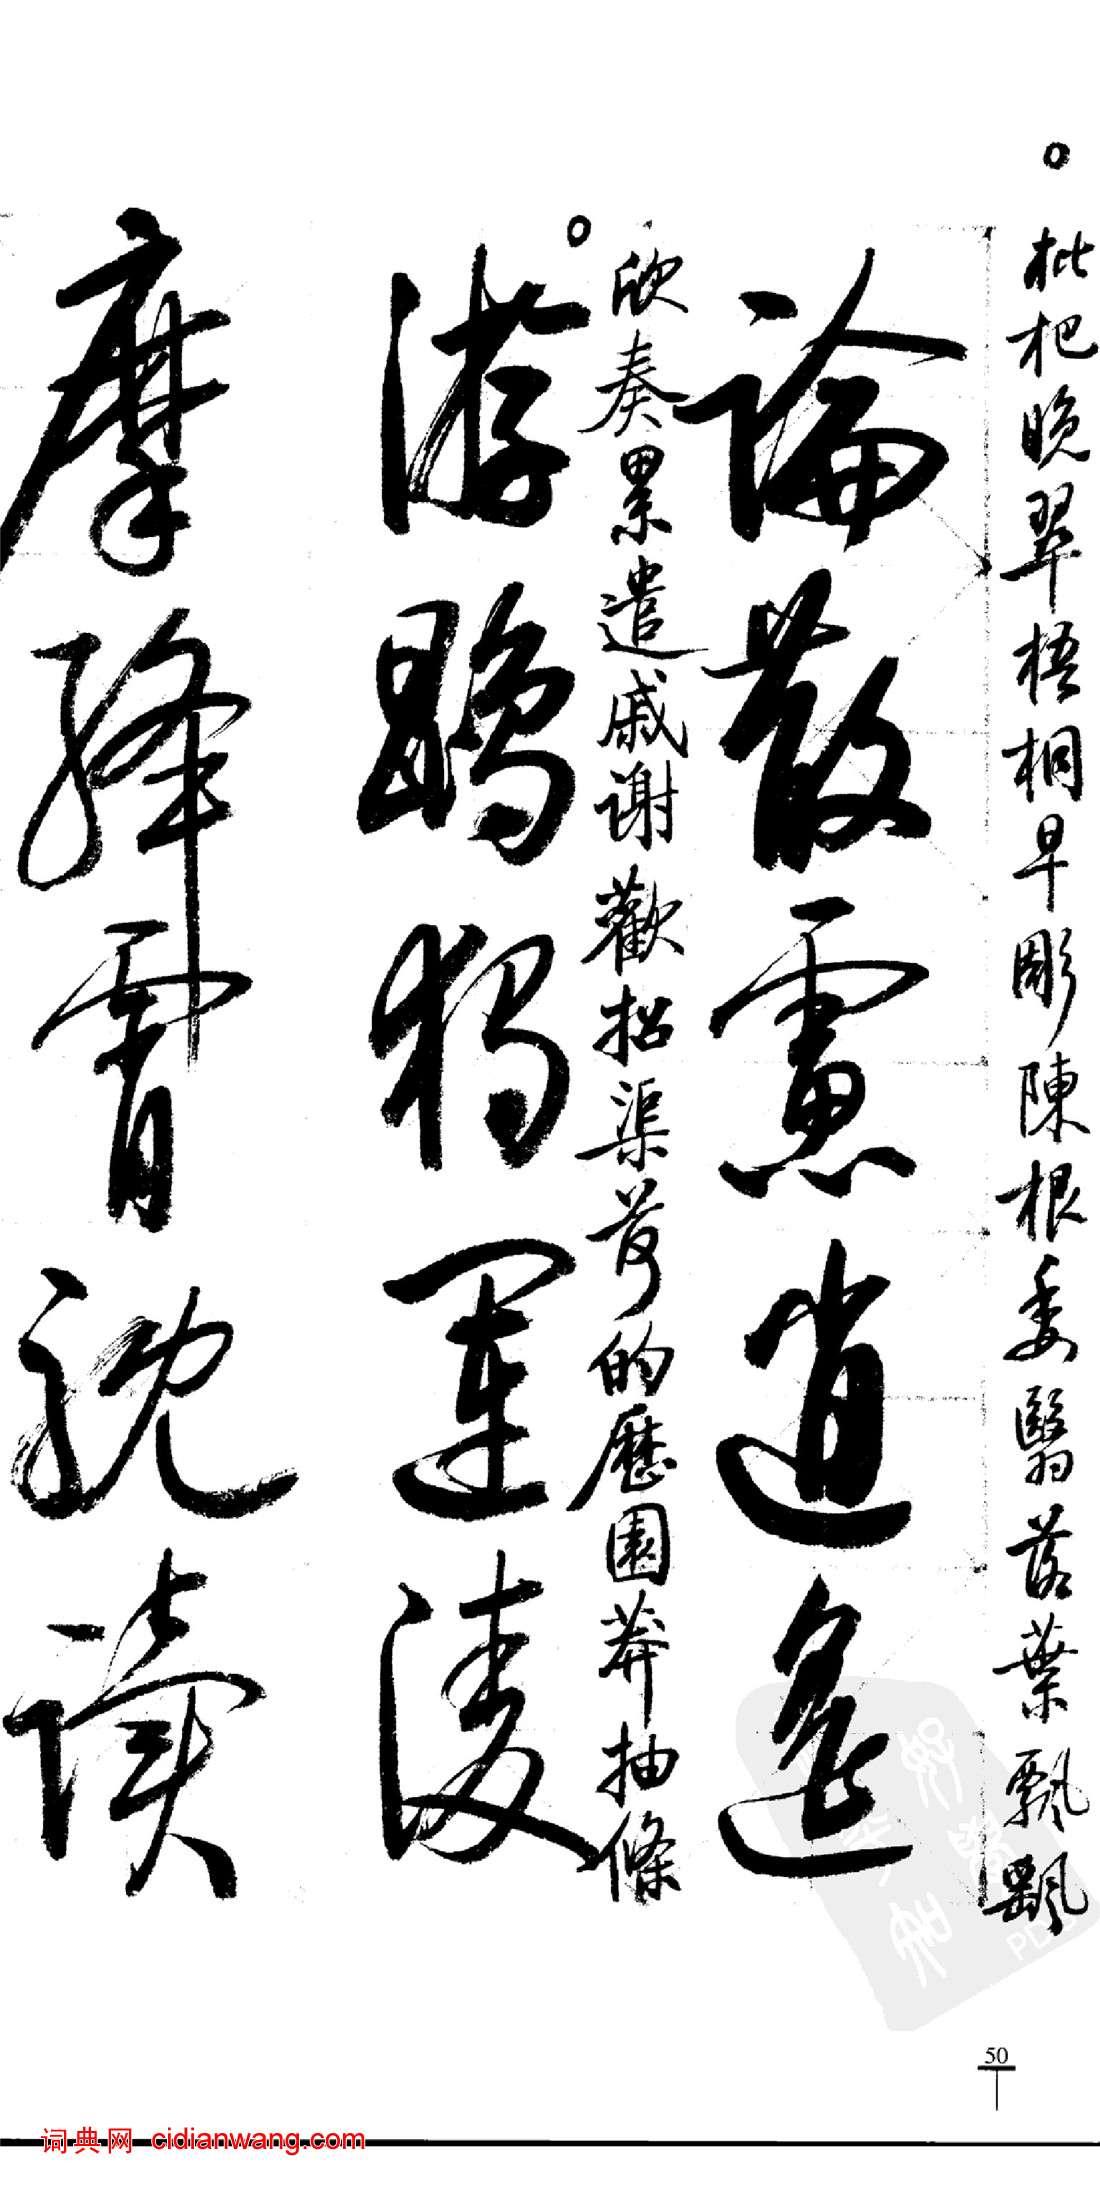 枇杷晚翠梧桐早彫陳根委翳落葉飄飖
論散慮逍遙
欣奏累遣慼謝歡招渠荷的歷園莽抽條
游鵾獨運凌
摩絳霄耽讀
50
词典网 cidianwang.com